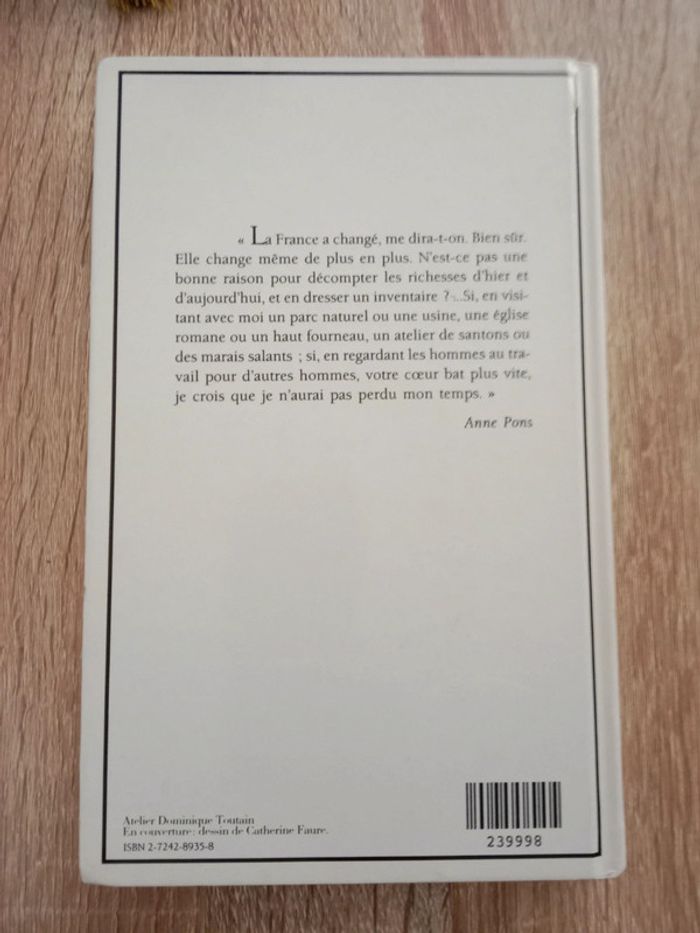 « La France a changé, me dira-t-on. Bien sûr.
Elle change même de plus en plus. N'est-ce pas une
bonne raison pour décompter les richesses d'hier et
d'aujourd'hui, et en dresser un inventaire ?...Si, en visi-
tant avec moi un parc naturel ou une usine, une église
romane ou un haut fourneau, un atelier de santons ou
des marais salants ; si, en regardant les hommes au tra-
vail pour d'autres hommes, votre cœur bat plus vite,
je crois que je n'aurai pas perdu mon temps. »
Anne Pons
Atelier Dominique Toutain
En couverture : dessin de Catherine Faure.
ISBN 2-7242-8935-8
239998